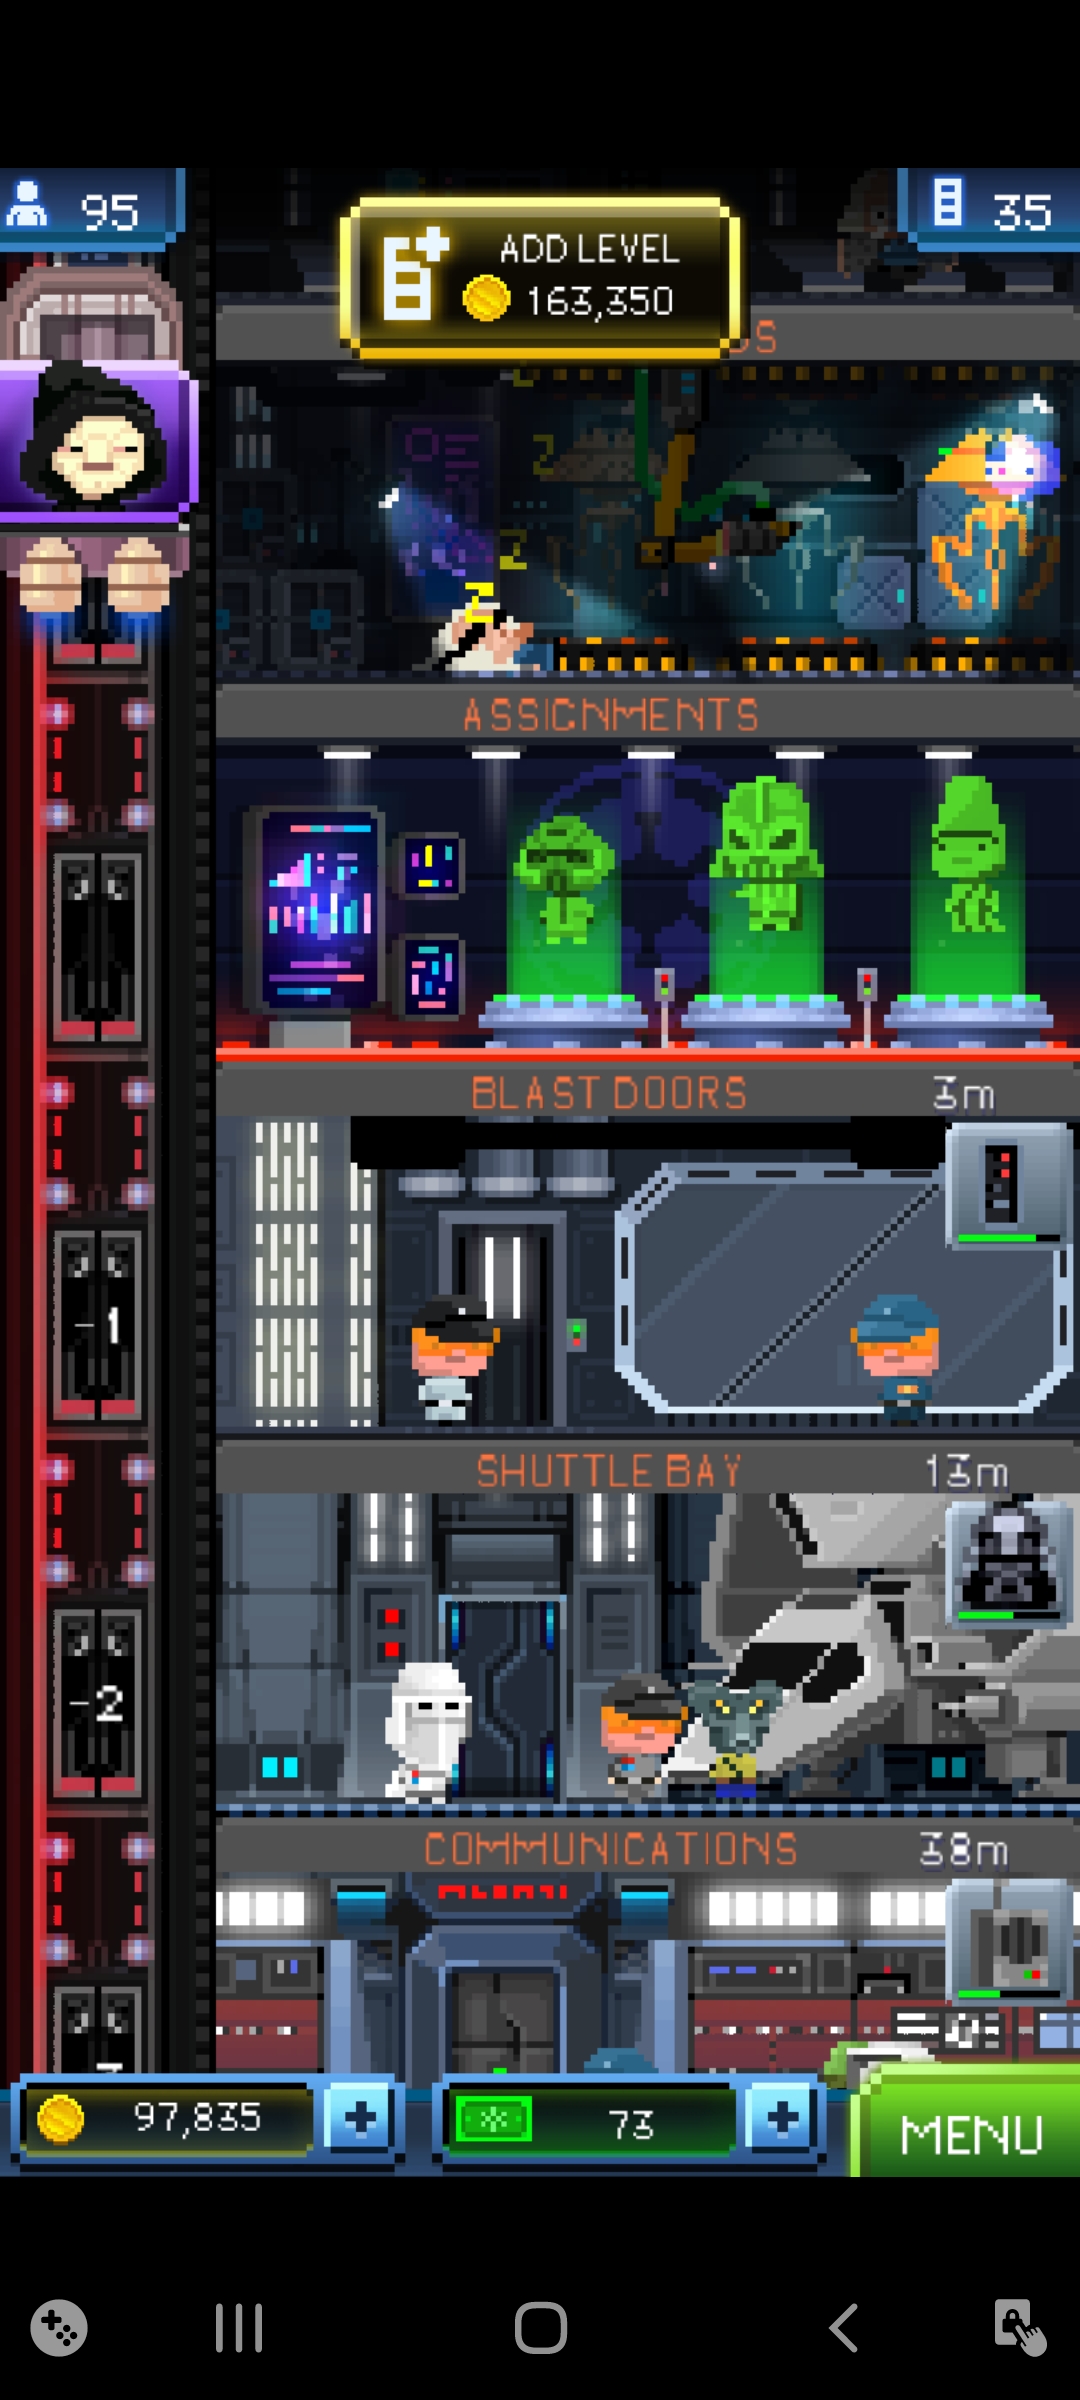 95
ADD LEVEL
163,350
35
Z
Z
Z
ASSIGNMENTS
BLAST DOORS 3m
-1
SHUTTLE BAY 13m
-2
COMMUNICATIONS 38m
97,835
73
MENU